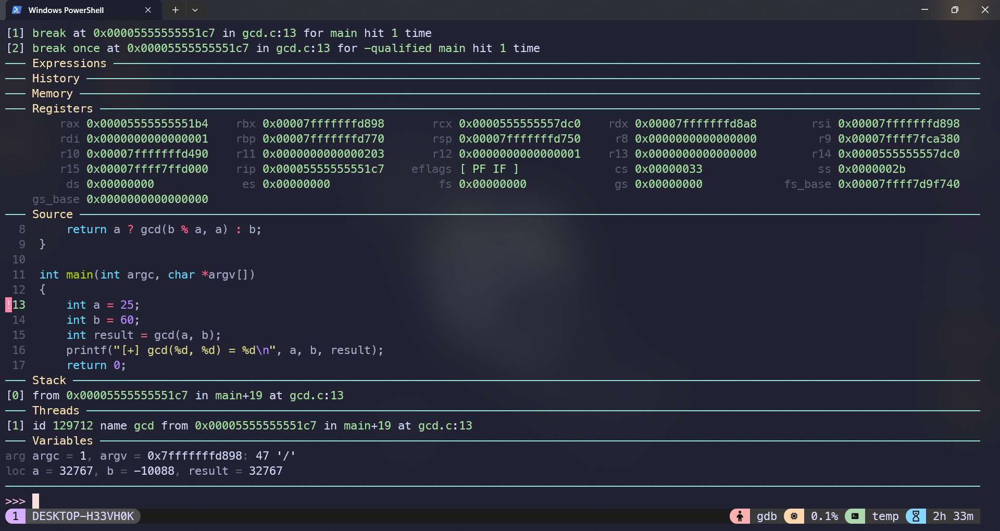 Windows PowerShell
[1] break at 0x00005555555551c7 in gcd.c:13 for main hit 1 time
[2] break once at 0x00005555555551c7 in gcd.c:13 for -qualified main hit 1 time
Expressions
History
Memory
Registers
rax 0x00005555555551b4 rbx 0x00007fffffffd898 rcx 0x0000555555557dc0 rdx 0x00007fffffffd8a8 rsi 0x00007fffffffd898
rdi 0x0000000000000001 rbp 0x00007fffffffd770 rsp 0x00007fffffffd750 r8 0x0000000000000000 r9 0x00007ffff7fca380
r10 0x00007fffffffd490 r11 0x0000000000000203 r12 0x0000000000000001 r13 0x0000000000000000 r14 0x0000555555557dc0
r15 0x00007ffff7ffd000 rip 0x00005555555551c7 eflags [ PF IF ] cs 0x00000033 ss 0x0000002b
ds 0x00000000 es 0x00000000 fs 0x00000000 gs 0x00000000 fs_base 0x00007ffff7d9f740
gs_base 0x0000000000000000
Source
8 return a ? gcd(b % a, a) : b;
9 }
10
11 int main(int argc, char *argv[])
12 {
!13 int a = 25;
14 int b = 60;
15 int result = gcd(a, b);
16 printf("[+] gcd(%d, %d) = %d\n", a, b, result);
17 return 0;
Stack
[0] from 0x00005555555551c7 in main+19 at gcd.c:13
Threads
[1] id 129712 name gcd from 0x00005555555551c7 in main+19 at gcd.c:13
Variables
arg argc = 1, argv = 0x7fffffffd898: 47 '/'
loc a = 32767, b = -10088, result = 32767
>>>
1 DESKTOP-H33VH0K gdb 0.1% temp 2h 33m